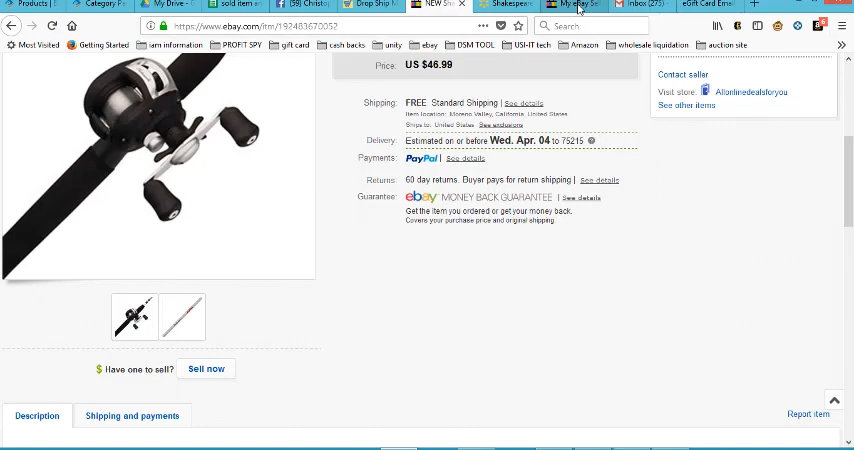 Products | B
Category Pa
My Drive -
sold item an
(59) Christop
Drop Ship M
NEW Sha
Shakespeare
My eBay Sell
Inbox (275) -
eGift Card Email
https://www.ebay.com/itm/192483670052
Search
6
Most Visited Getting Started iam information PROFIT SPY gift card cash backs unity ebay DSM TOOL USI-IT tech Amazon wholesale liquidation auction site
Price: US $46.99
Contact seller
Visit store: Allonlinedealsforyou
See other items
Shipping: FREE Standard Shipping | See details
Item location: Moreno Valley, California, United States
Ships to: United States See exclusions
Delivery: Estimated on or before Wed. Apr. 04 to 75215
Payments: PayPal | See details
Returns: 60 day returns. Buyer pays for return shipping | See details
Guarantee: ebay MONEY BACK GUARANTEE | See details
Get the item you ordered or get your money back.
Covers your purchase price and original shipping.
$ Have one to sell? Sell now
Description Shipping and payments
Report item